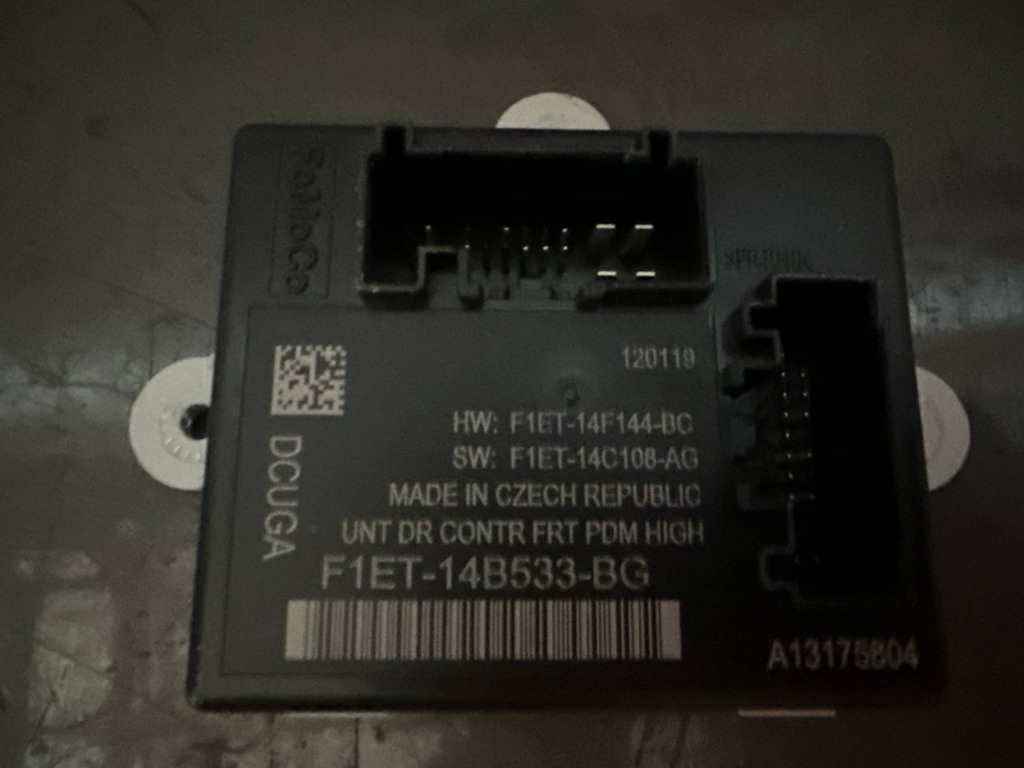 FoMoCo
120119
HW: F1ET-14F144-BC
SW: F1ET-14C108-AG
MADE IN CZECH REPUBLIC
UNT DR CONTR FRT PDM HIGH
F1ET-14B533-BG
DCUGA
A13175804